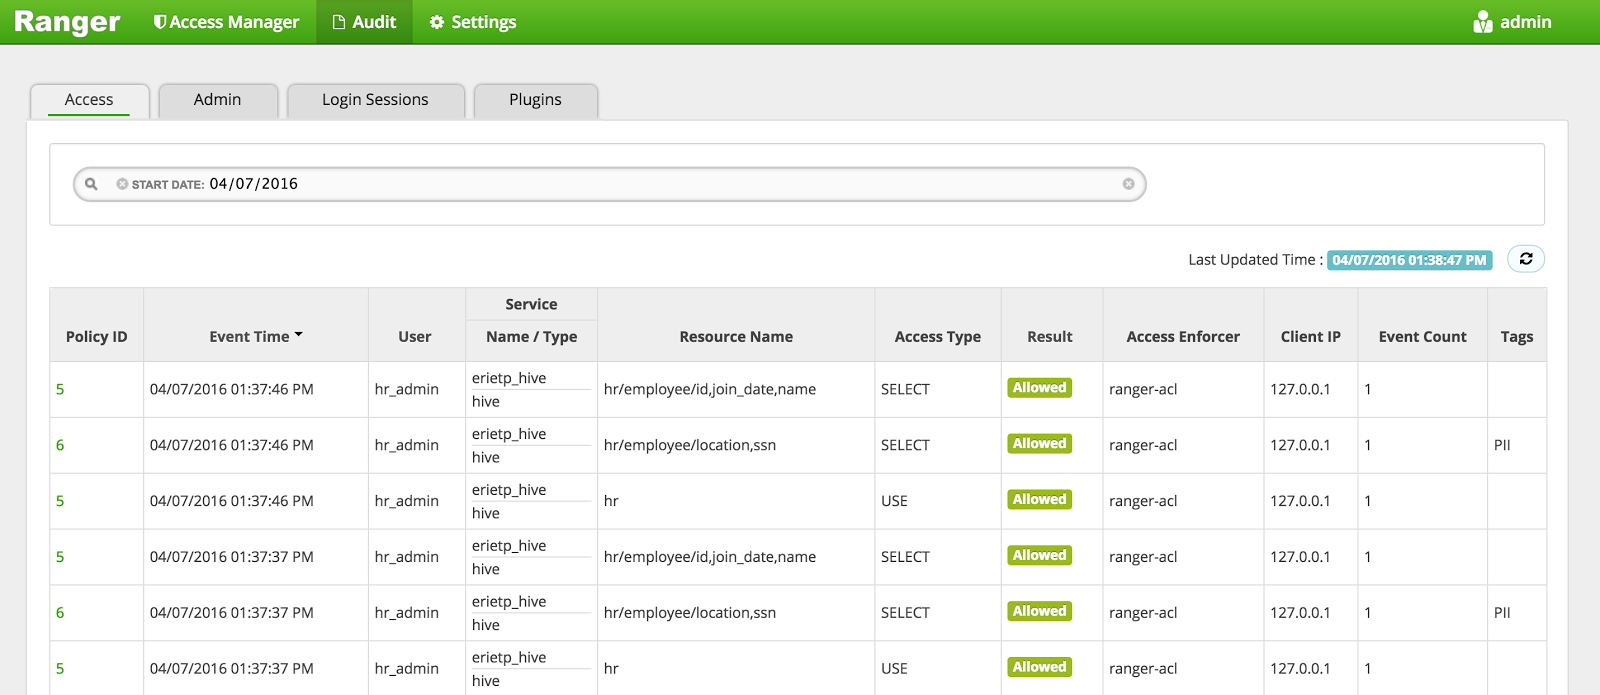 Ranger Access Manager Audit Settings admin
Access Admin Login Sessions Plugins
START DATE: 04/07/2016
Last Updated Time : 04/07/2016 01:38:47 PM
Service
Policy ID Event Time User Name / Type Resource Name Access Type Result Access Enforcer Client IP Event Count Tags
erietp_hive
5 04/07/2016 01:37:46 PM hr_admin hr/employee/id,join_date,name SELECT Allowed ranger-acl 127.0.0.1 1
hive
erietp_hive
6 04/07/2016 01:37:46 PM hr_admin hr/employee/location,ssn SELECT Allowed ranger-acl 127.0.0.1 1 PII
hive
erietp_hive
5 04/07/2016 01:37:46 PM hr_admin hr USE Allowed ranger-acl 127.0.0.1 1
hive
erietp_hive
5 04/07/2016 01:37:37 PM hr_admin hr/employee/id,join_date,name SELECT Allowed ranger-acl 127.0.0.1 1
hive
erietp_hive
6 04/07/2016 01:37:37 PM hr_admin hr/employee/location,ssn SELECT Allowed ranger-acl 127.0.0.1 1 PII
hive
erietp_hive
5 04/07/2016 01:37:37 PM hr_admin hr USE Allowed ranger-acl 127.0.0.1 1
hive